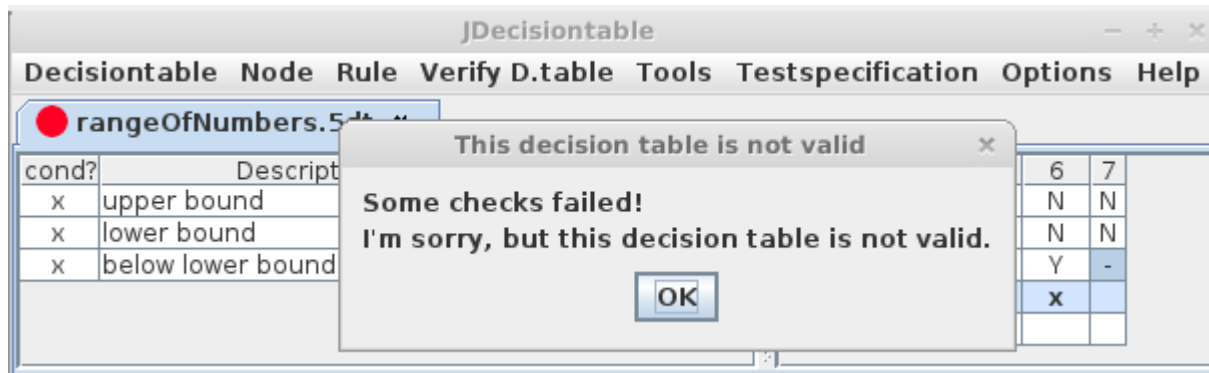 JDecisiontable
Decisiontable Node Rule Verify D.table Tools Testspecification Options Help
rangeOfNumbers.5dt
This decision table is not valid
cond? Descript 6 7
x upper bound N N
Some checks failed!
x lower bound N N
I'm sorry, but this decision table is not valid.
x below lower bound Y -
OK
x